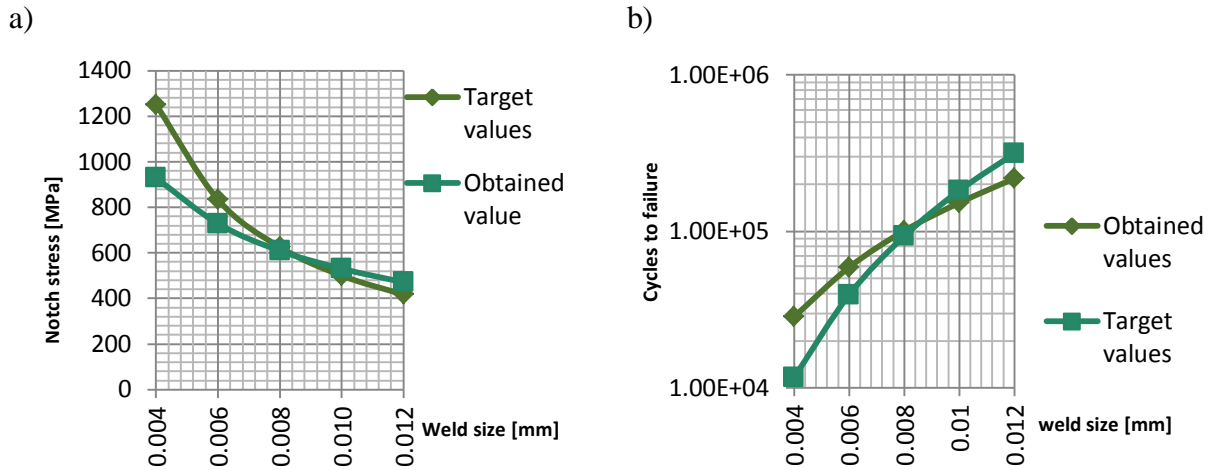 a)
1400
1200
1000
800
600
400
200
0
Notch stress [MPa]
0.004
0.006
0.008
0.010
0.012
Weld size [mm]
Target
values
Obtained
value
b)
1.00E+06
1.00E+05
1.00E+04
Cycles to failure
0.004
0.006
0.008
0.01
0.012
weld size [mm]
Obtained
values
Target
values